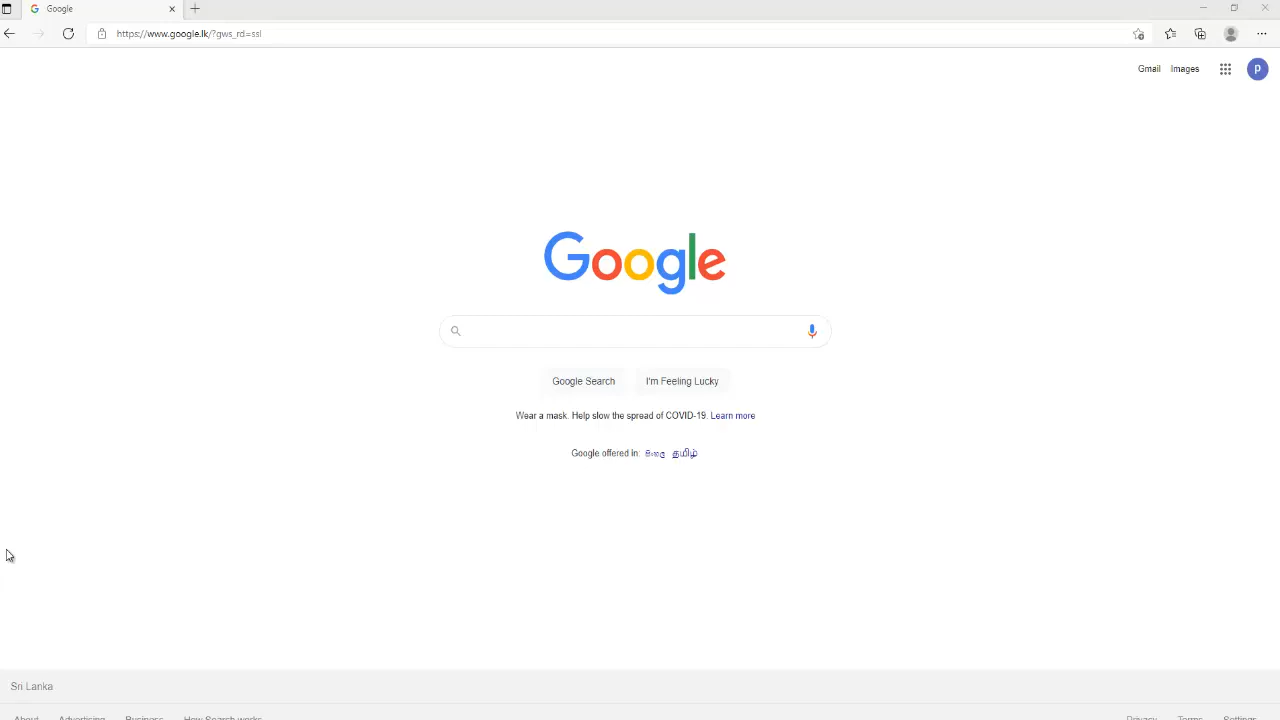 Google
https://www.google.lk/?gws_rd=ssl
Gmail Images
p
Google
Google Search I'm Feeling Lucky
Wear a mask. Help slow the spread of COVID-19. Learn more
Google offered in: සිංහල தமிழ்
Sri Lanka
About Advertising Business How Search works
Privacy Terms Settings